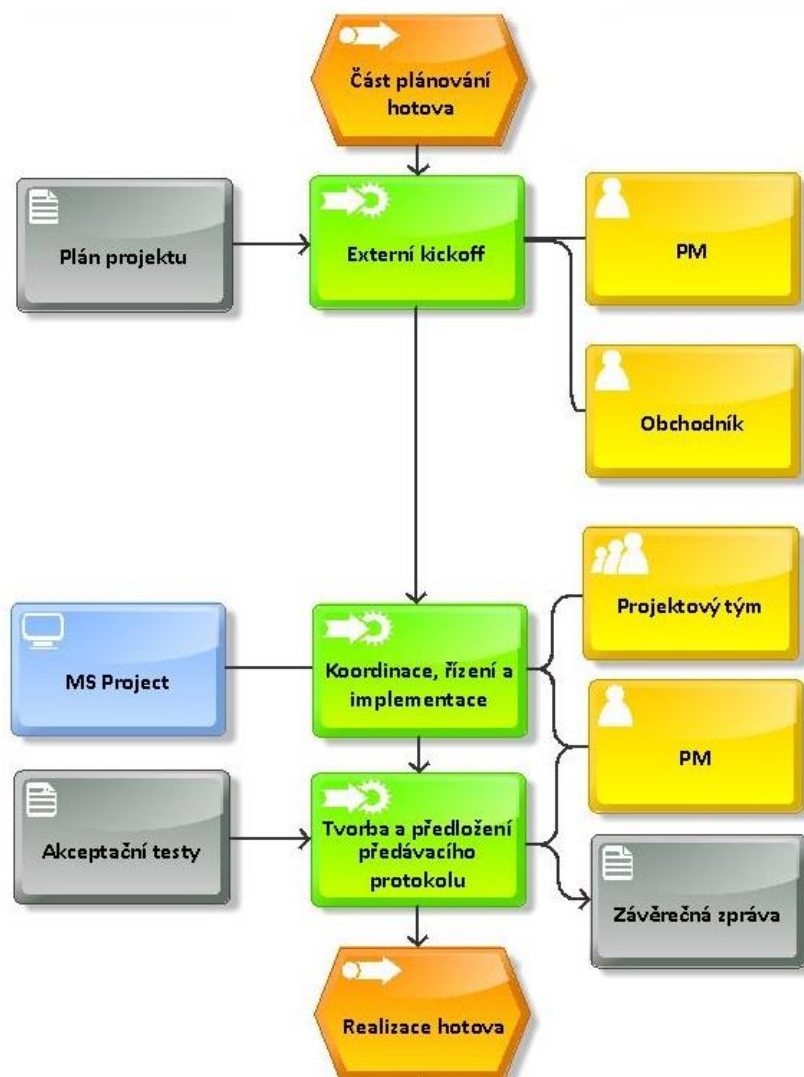 Část plánování
hotova
Plán projektu
Externí kickoff
PM
Obchodník
Projektový tým
MS Project
Koordinace, řízení a
implementace
PM
Akceptační testy
Tvorba a předložení
předávacího
protokolu
Závěrečná zpráva
Realizace hotova